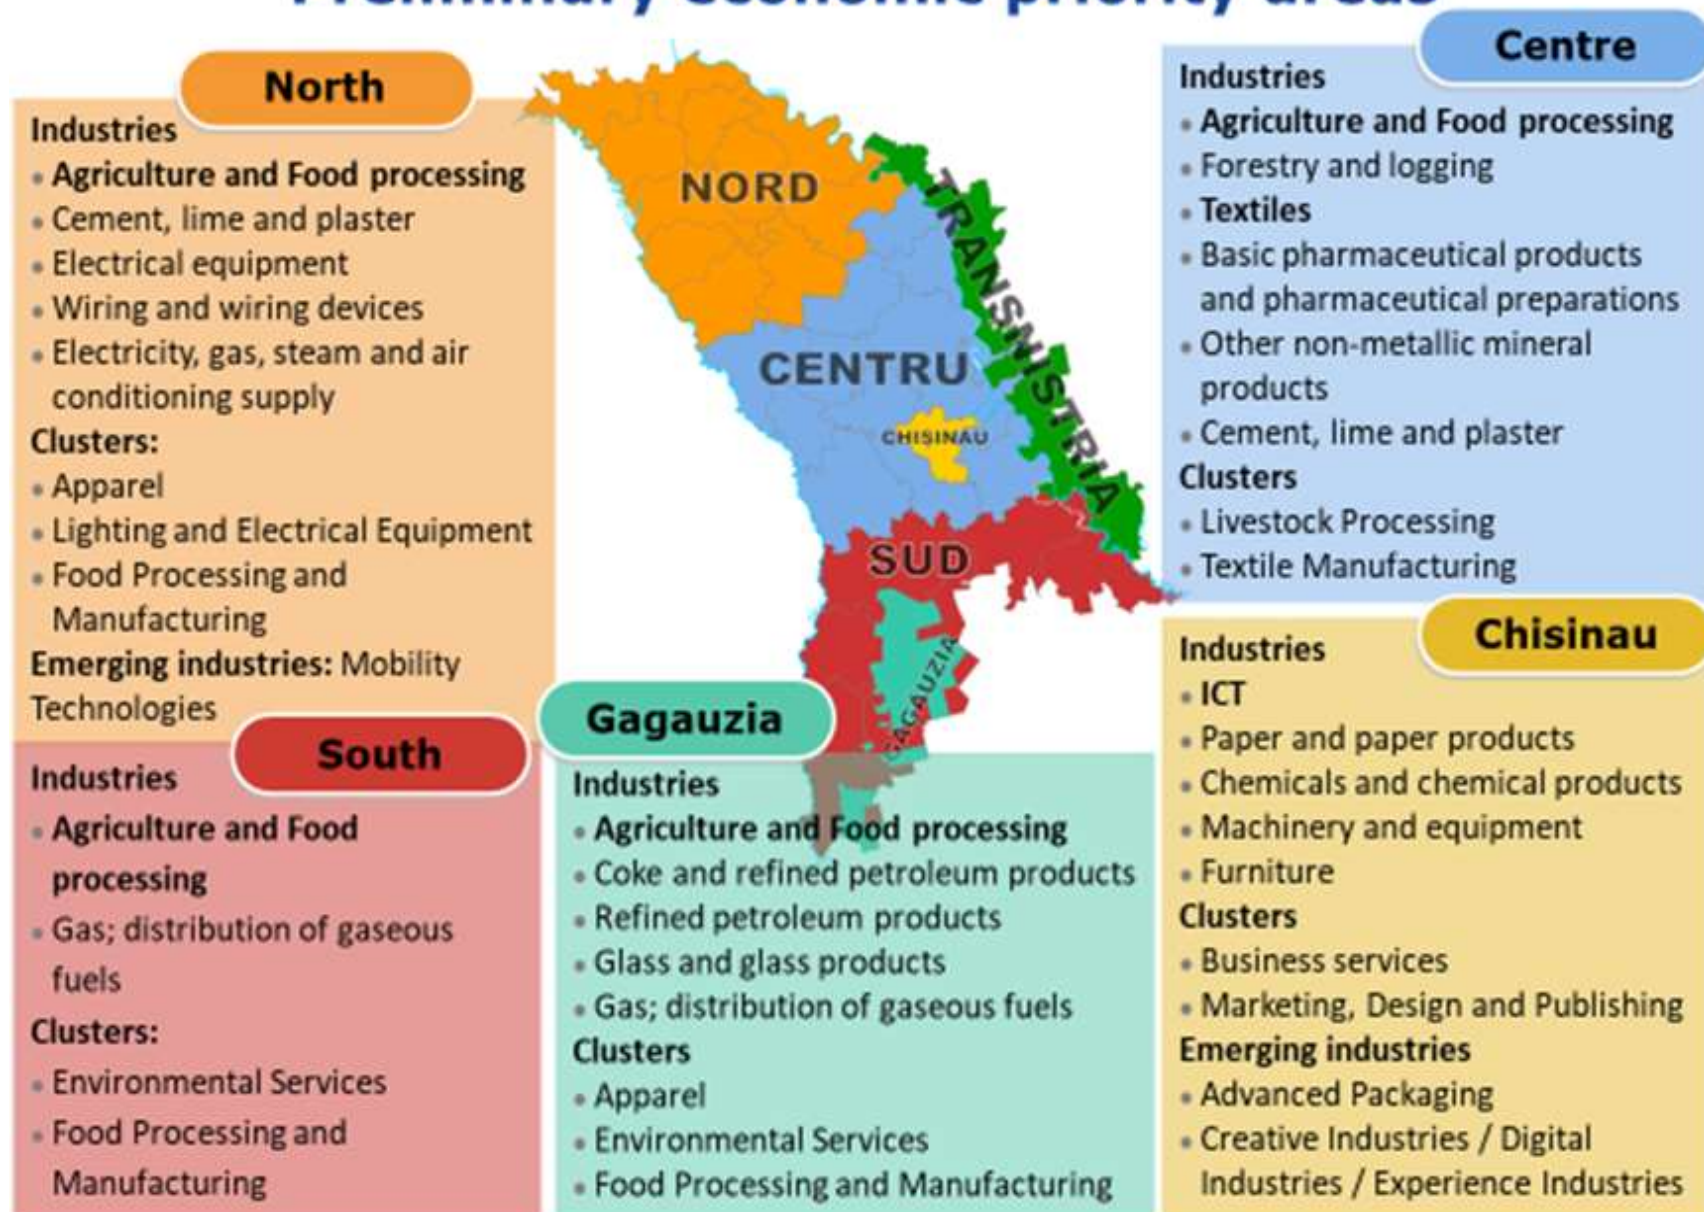 Preliminary economic priority areas
North
Industries
• Agriculture and Food processing
• Cement, lime and plaster
• Electrical equipment
• Wiring and wiring devices
• Electricity, gas, steam and air
conditioning supply
Clusters:
• Apparel
• Lighting and Electrical Equipment
• Food Processing and
Manufacturing
Emerging industries: Mobility
Technologies
South
Industries
• Agriculture and Food
processing
• Gas; distribution of gaseous
fuels
Clusters:
• Environmental Services
• Food Processing and
Manufacturing
NORD
TRANSNISTRIA
CENTRU
CHISINAU
SUD
GAGAUZIA
Gagauzia
Industries
• Agriculture and Food processing
• Coke and refined petroleum products
• Refined petroleum products
• Glass and glass products
• Gas; distribution of gaseous fuels
Clusters
• Apparel
• Environmental Services
• Food Processing and Manufacturing
Centre
Industries
• Agriculture and Food processing
• Forestry and logging
• Textiles
• Basic pharmaceutical products
and pharmaceutical preparations
• Other non-metallic mineral
products
• Cement, lime and plaster
Clusters
• Livestock Processing
• Textile Manufacturing
Chisinau
Industries
• ICT
• Paper and paper products
• Chemicals and chemical products
• Machinery and equipment
• Furniture
Clusters
• Business services
• Marketing, Design and Publishing
Emerging industries
• Advanced Packaging
• Creative Industries / Digital
Industries / Experience Industries